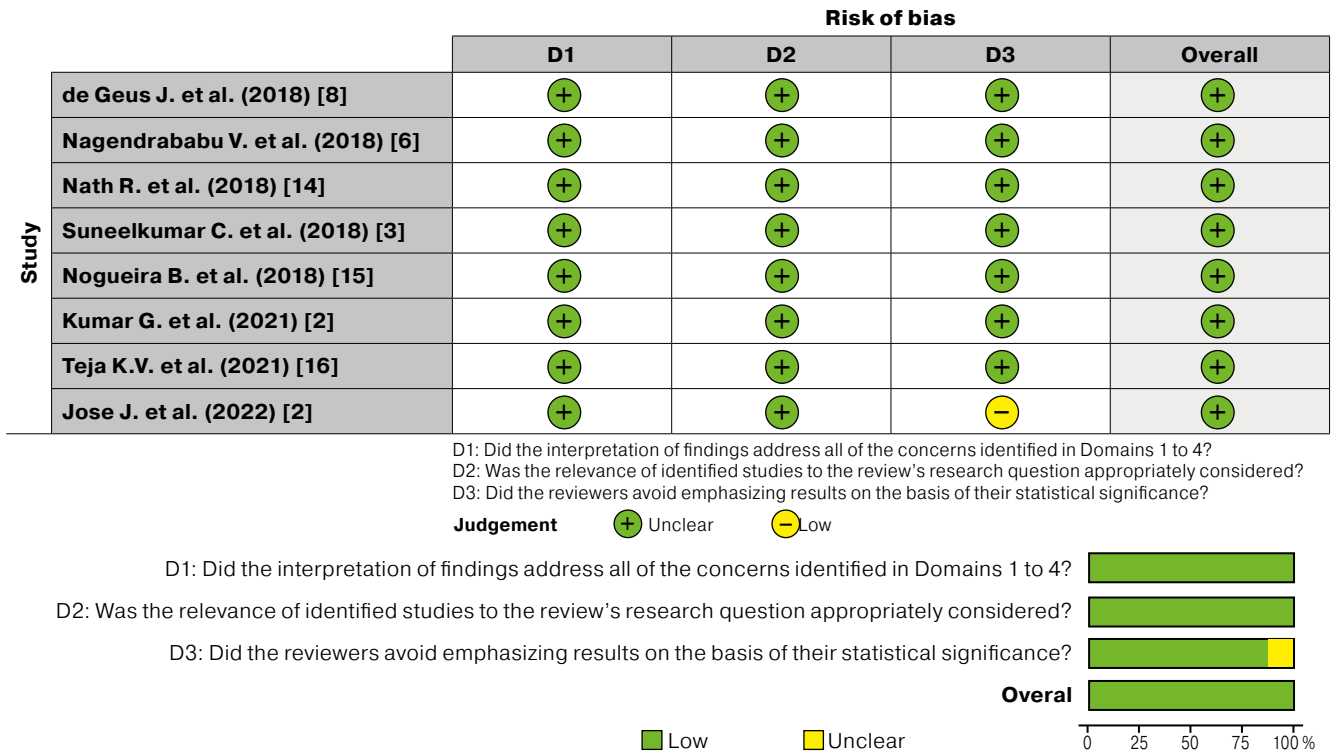 Risk of bias
D1 D2 D3 Overall
Study
de Geus J. et al. (2018) [8] + + + +
Nagendrababu V. et al. (2018) [6] + + + +
Nath R. et al. (2018) [14] + + + +
Suneelkumar C. et al. (2018) [3] + + + +
Nogueira B. et al. (2018) [15] + + + +
Kumar G. et al. (2021) [2] + + + +
Teja K.V. et al. (2021) [16] + + + +
Jose J. et al. (2022) [2] + + − +
D1: Did the interpretation of findings address all of the concerns identified in Domains 1 to 4?
D2: Was the relevance of identified studies to the review’s research question appropriately considered?
D3: Did the reviewers avoid emphasizing results on the basis of their statistical significance?
Judgement + Unclear − Low
D1: Did the interpretation of findings address all of the concerns identified in Domains 1 to 4?
D2: Was the relevance of identified studies to the review’s research question appropriately considered?
D3: Did the reviewers avoid emphasizing results on the basis of their statistical significance?
Overal
Low Unclear
0 25 50 75 100 %